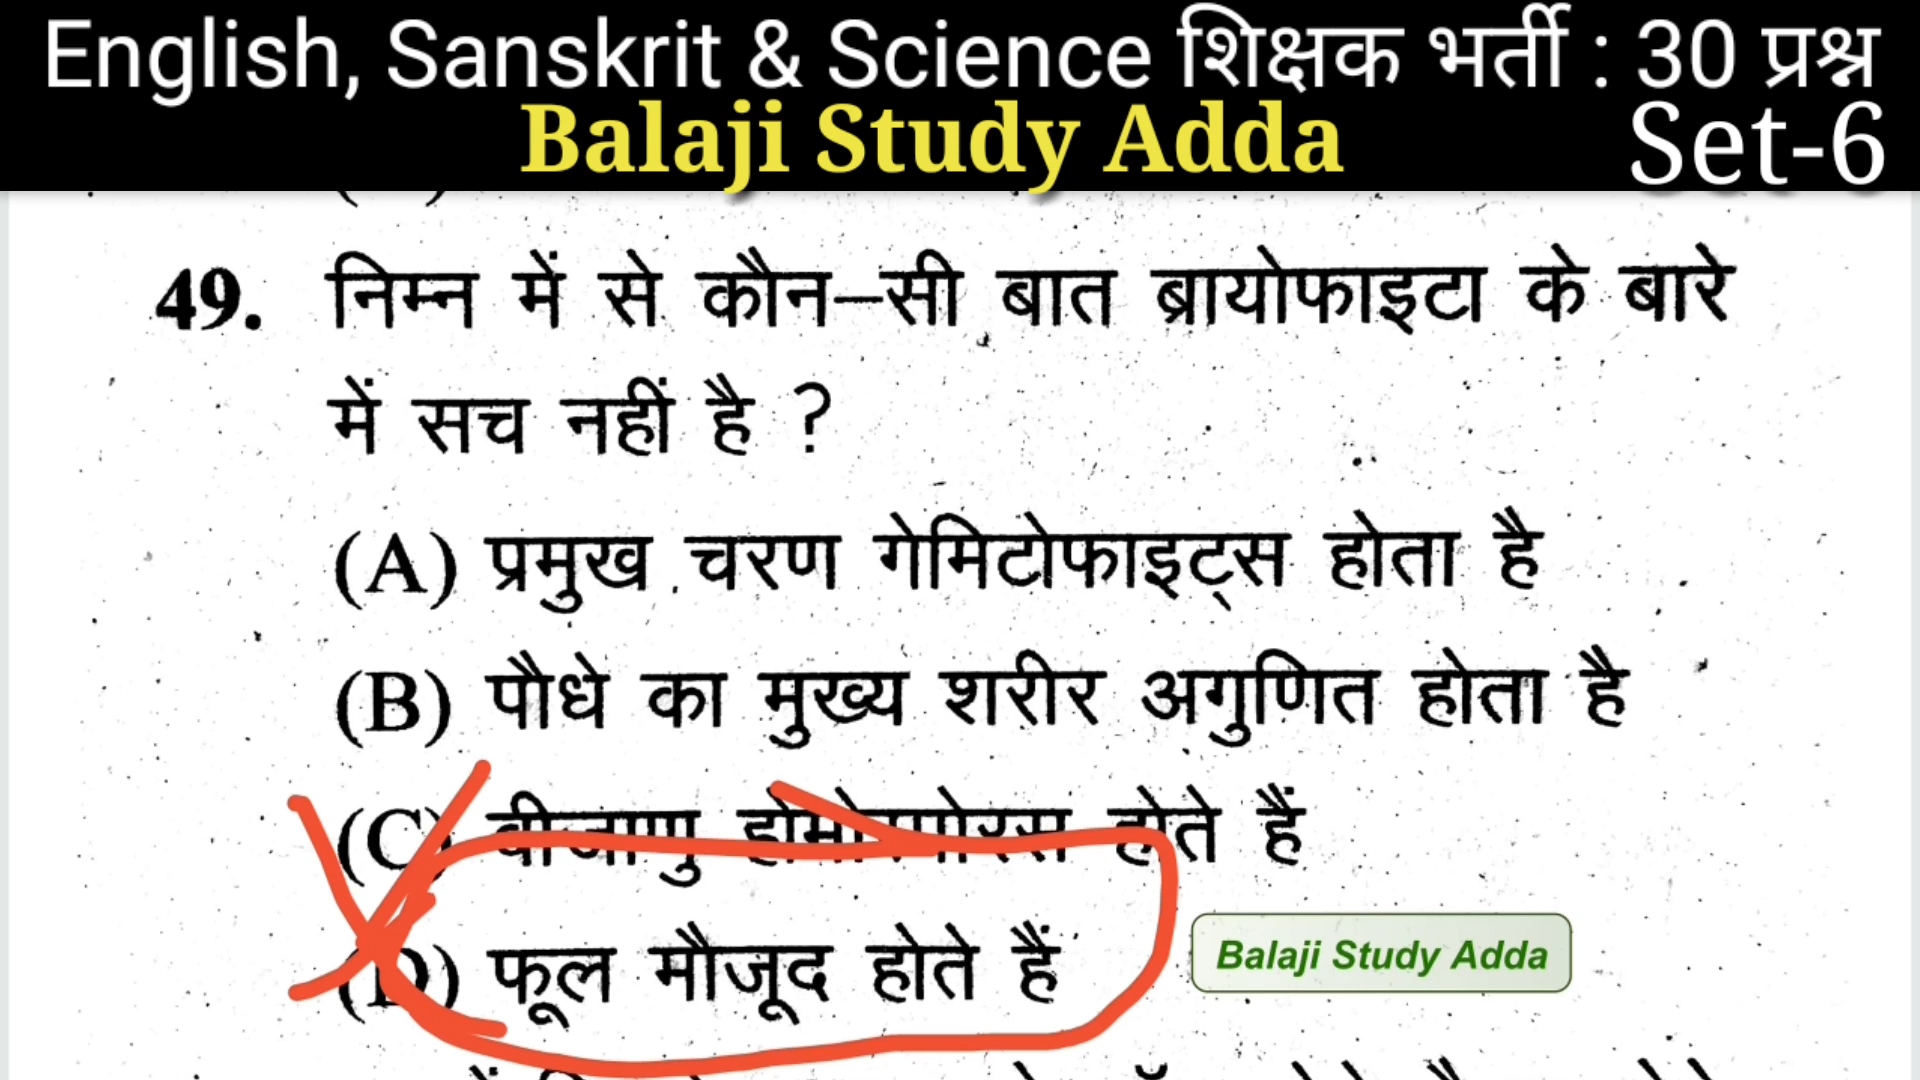 English, Sanskrit & Science शिक्षक भर्ती : 30 प्रश्न
Balaji Study Adda Set-6
49. निम्न में से कौन–सी बात ब्रायोफाइटा के बारे
में सच नहीं है ?
(A) प्रमुख चरण गेमिटोफाइट्स होता है
(B) पौधे का मुख्य शरीर अगुणित होता है
(C) बीजाणु होमोस्पोरस होते हैं
(D) फूल मौजूद होते हैं
Balaji Study Adda